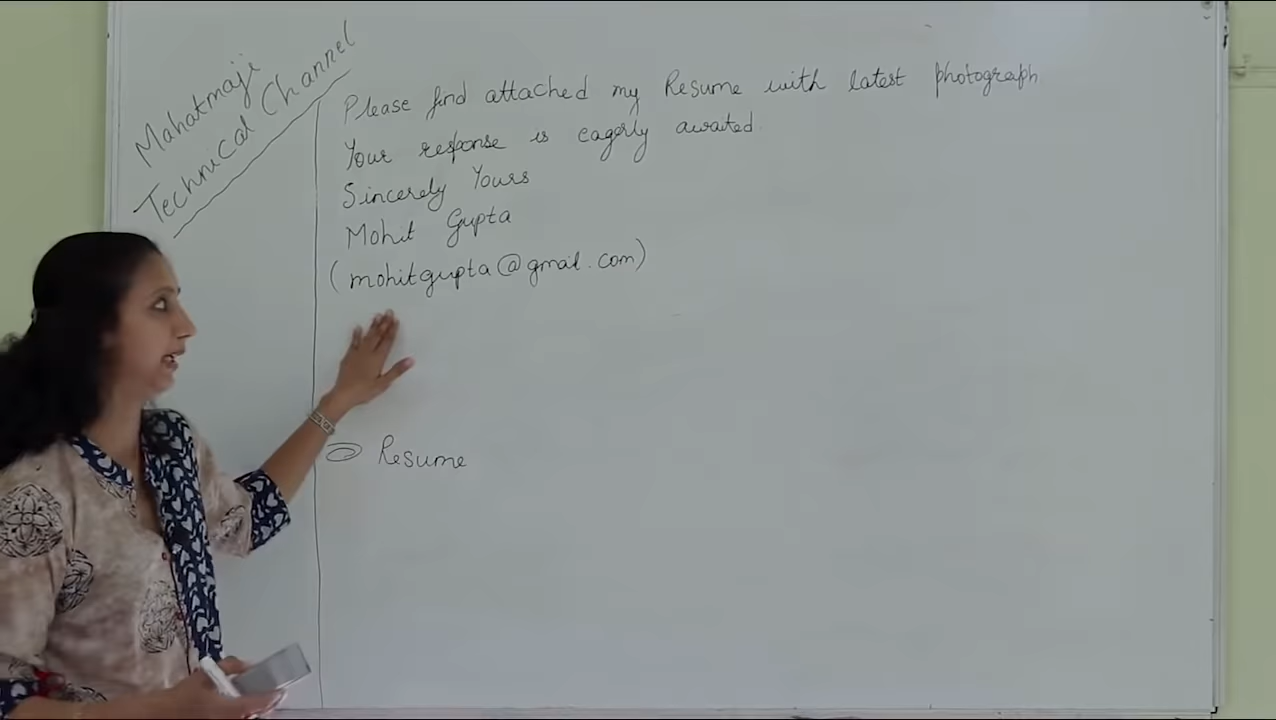 Mahatmaji
Technical Channel
Please find attached my Resume with latest photograph
Your response is eagerly awaited.
Sincerely Yours
Mohit Gupta
(mohitgupta@gmail.com)
Resume